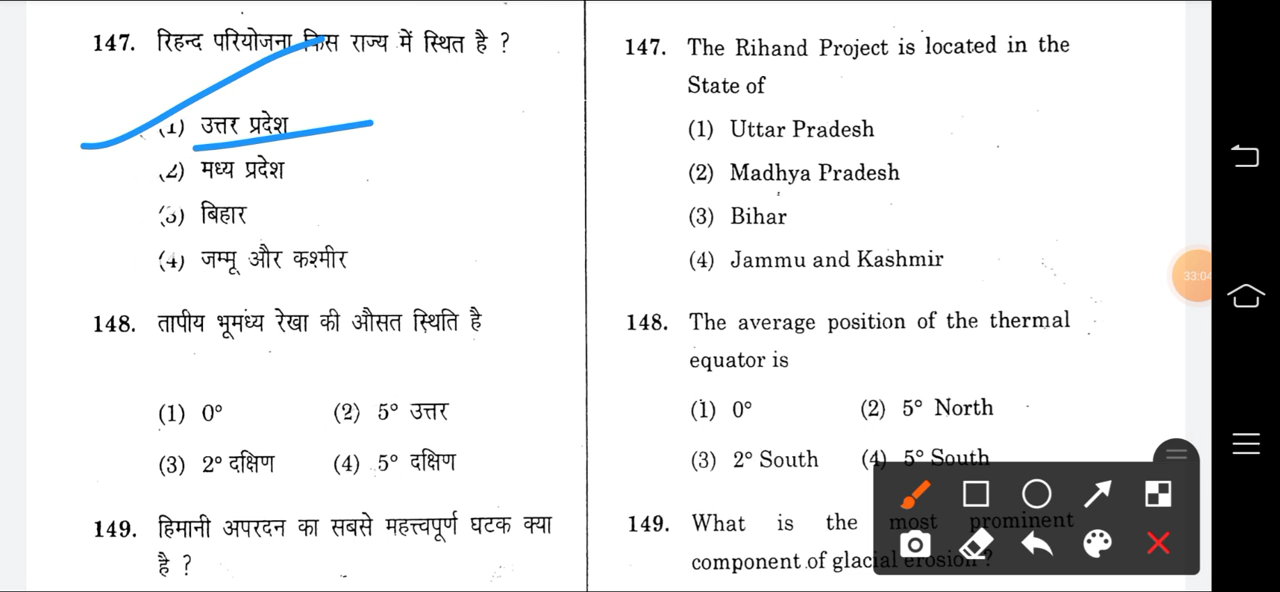 147. रिहन्द परियोजना किस राज्य में स्थित है ?
(1) उत्तर प्रदेश
(2) मध्य प्रदेश
(3) बिहार
(4) जम्मू और कश्मीर
148. तापीय भूमध्य रेखा की औसत स्थिति है
(1) 0° (2) 5° उत्तर
(3) 2° दक्षिण (4) 5° दक्षिण
149. हिमानी अपरदन का सबसे महत्त्वपूर्ण घटक क्या
है ?
147. The Rihand Project is located in the
State of
(1) Uttar Pradesh
(2) Madhya Pradesh
(3) Bihar
(4) Jammu and Kashmir
148. The average position of the thermal
equator is
(1) 0° (2) 5° North
(3) 2° South (4) 5° South
149. What is the most prominent
component of glacial erosion ?
33:04